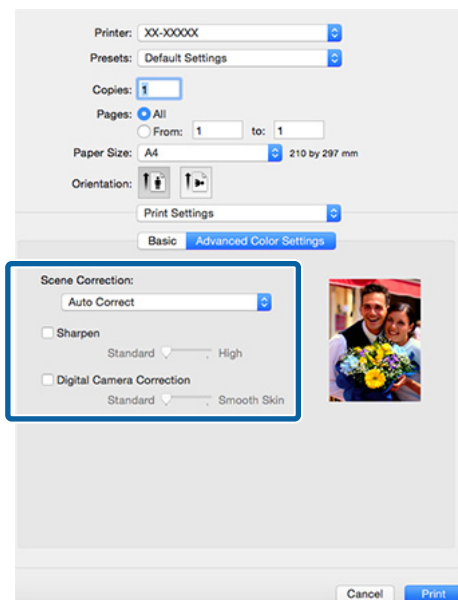 Printer: XX-XXXXX
Presets: Default Settings
Copies: 1
Pages: All
From: 1 to: 1
Paper Size: A4 210 by 297 mm
Orientation:
Print Settings
Basic Advanced Color Settings
Scene Correction:
Auto Correct
Sharpen
Standard High
Digital Camera Correction
Standard Smooth Skin
Cancel Print